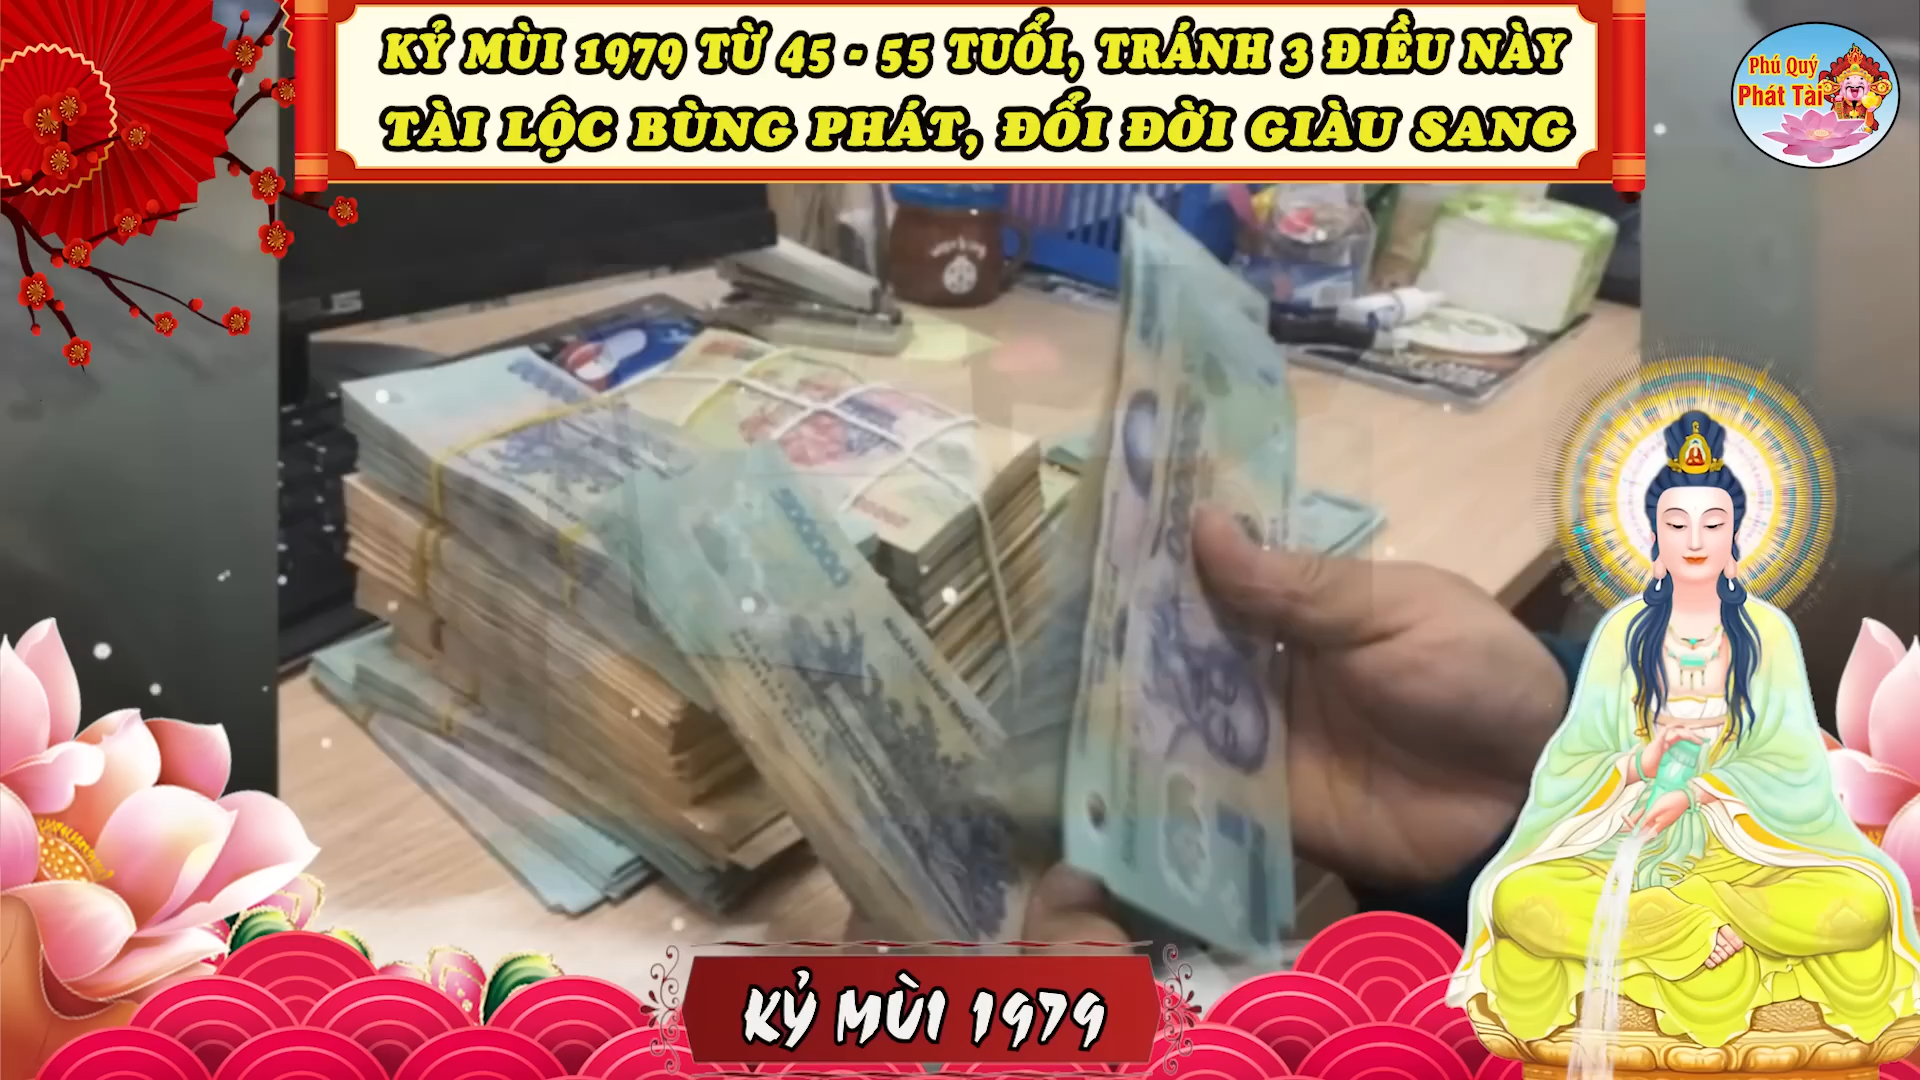 KỶ MÙI 1979 TỪ 45 - 55 TUỔI, TRÁNH 3 ĐIỀU NÀY
TÀI LỘC BÙNG PHÁT, ĐỔI ĐỜI GIÀU SANG
Phú Quý
Phát Tài
KỶ MÙI 1979